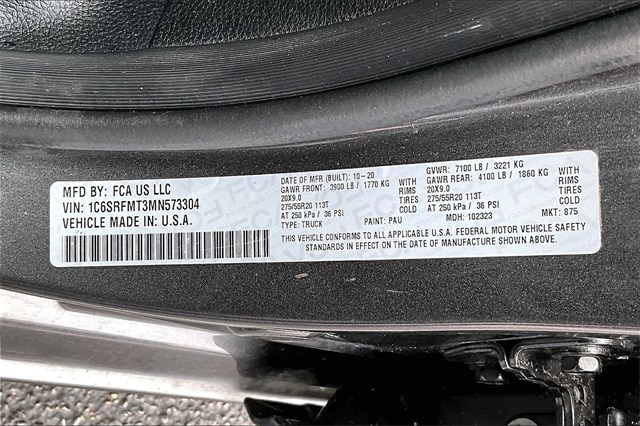 MFD BY: FCA US LLC
VIN: 1C6SRFMT3MN573304
VEHICLE MADE IN: U.S.A.
DATE OF MFR (BUILT): 10-20 GVWR: 7100 LB / 3221 KG
GAWR FRONT: 3900 LB / 1770 KG WITH GAWR REAR: 4100 LB / 1860 KG WITH
20X9.0 RIMS 20X9.0 RIMS
275/55R20 113T TIRES 275/55R20 113T TIRES
AT 250 kPa / 36 PSI COLD AT 250 kPa / 36 PSI COLD
TYPE: TRUCK PAINT: PAU MDH: 102323 MKT: 875
THIS VEHICLE CONFORMS TO ALL APPLICABLE U.S.A. FEDERAL MOTOR VEHICLE SAFETY
STANDARDS IN EFFECT ON THE DATE OF MANUFACTURE SHOWN ABOVE.